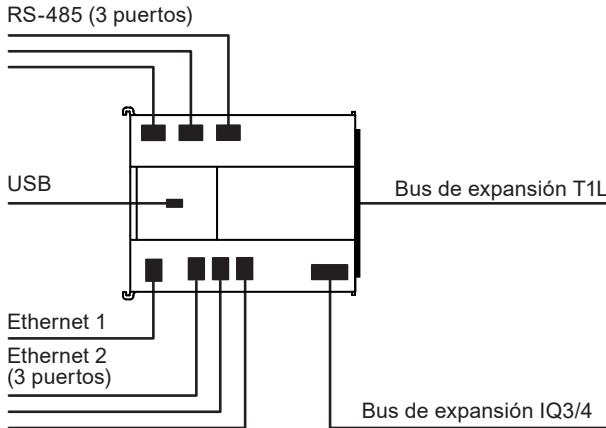 RS-485 (3 puertos)
USB
Bus de expansión T1L
Ethernet 1
Ethernet 2
(3 puertos)
Bus de expansión IQ3/4